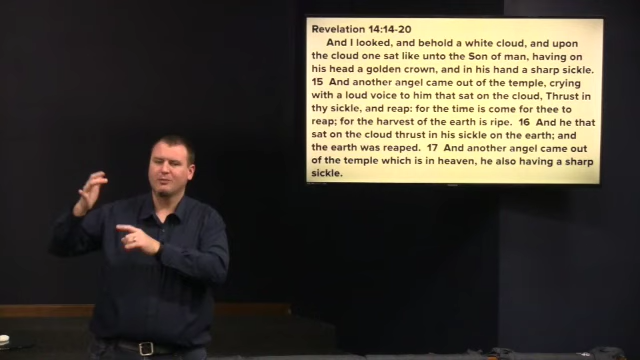 Revelation 14:14-20
And I looked, and behold a white cloud, and upon
the cloud one sat like unto the Son of man, having on
his head a golden crown, and in his hand a sharp sickle.
15 And another angel came out of the temple, crying
with a loud voice to him that sat on the cloud, Thrust in
thy sickle, and reap: for the time is come for thee to
reap; for the harvest of the earth is ripe. 16 And he that
sat on the cloud thrust in his sickle on the earth; and
the earth was reaped. 17 And another angel came out
of the temple which is in heaven, he also having a sharp
sickle.